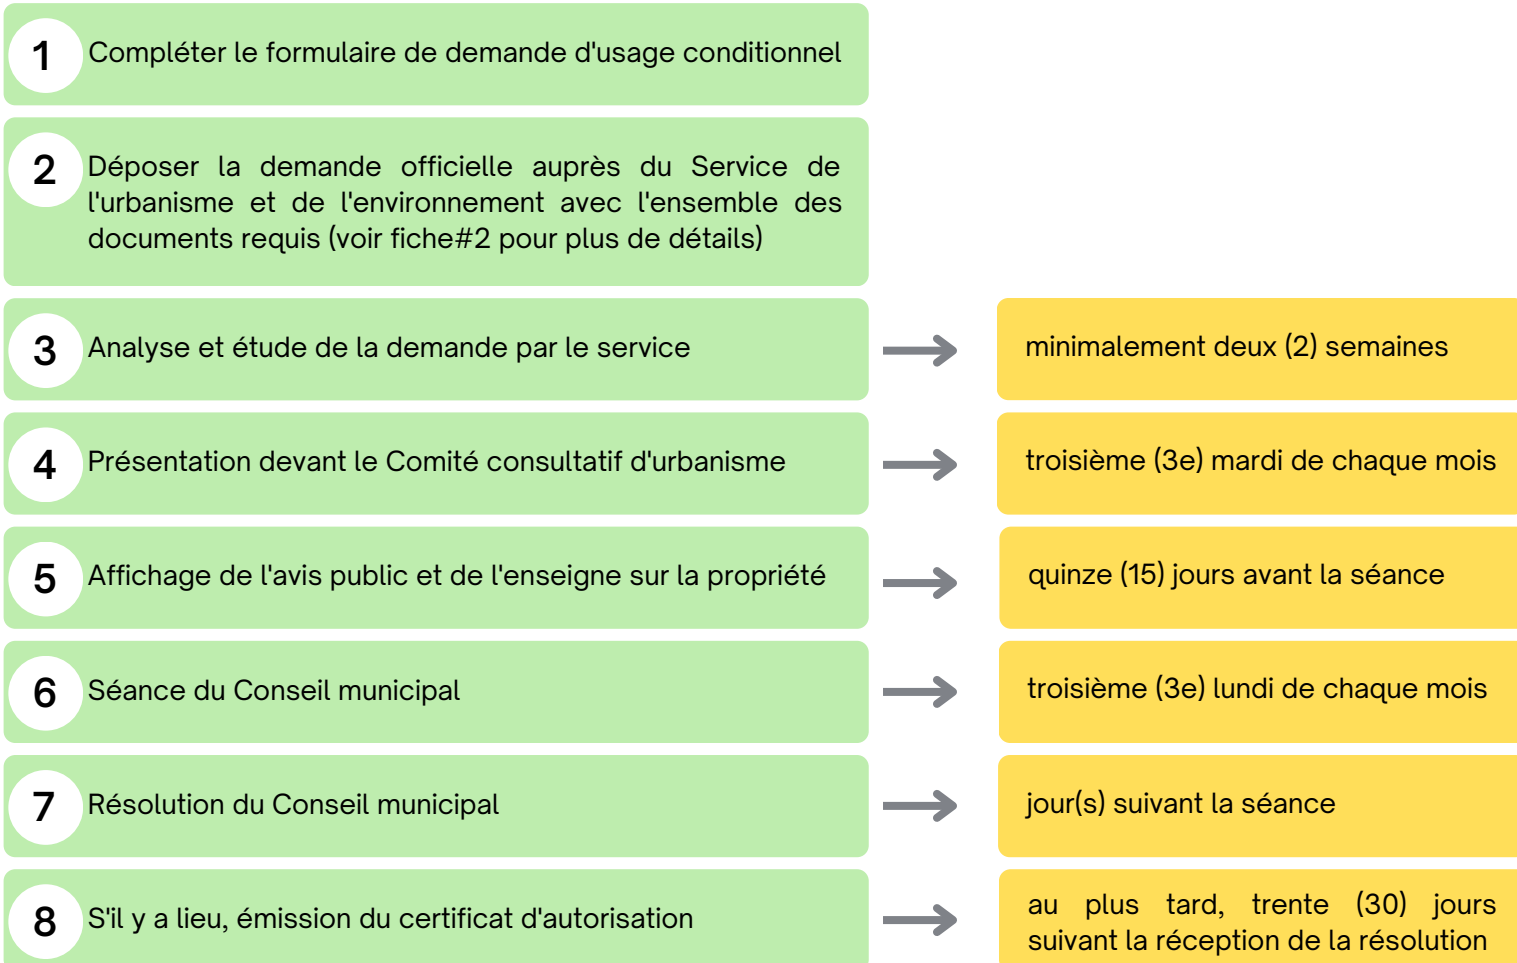 1 Compléter le formulaire de demande d'usage conditionnel
2 Déposer la demande officielle auprès du Service de
l'urbanisme et de l'environnement avec l'ensemble des
documents requis (voir fiche#2 pour plus de détails)
3 Analyse et étude de la demande par le service
minimalement deux (2) semaines
4 Présentation devant le Comité consultatif d'urbanisme
troisième (3e) mardi de chaque mois
5 Affichage de l'avis public et de l'enseigne sur la propriété
quinze (15) jours avant la séance
6 Séance du Conseil municipal
troisième (3e) lundi de chaque mois
7 Résolution du Conseil municipal
jour(s) suivant la séance
8 S'il y a lieu, émission du certificat d'autorisation
au plus tard, trente (30) jours
suivant la réception de la résolution